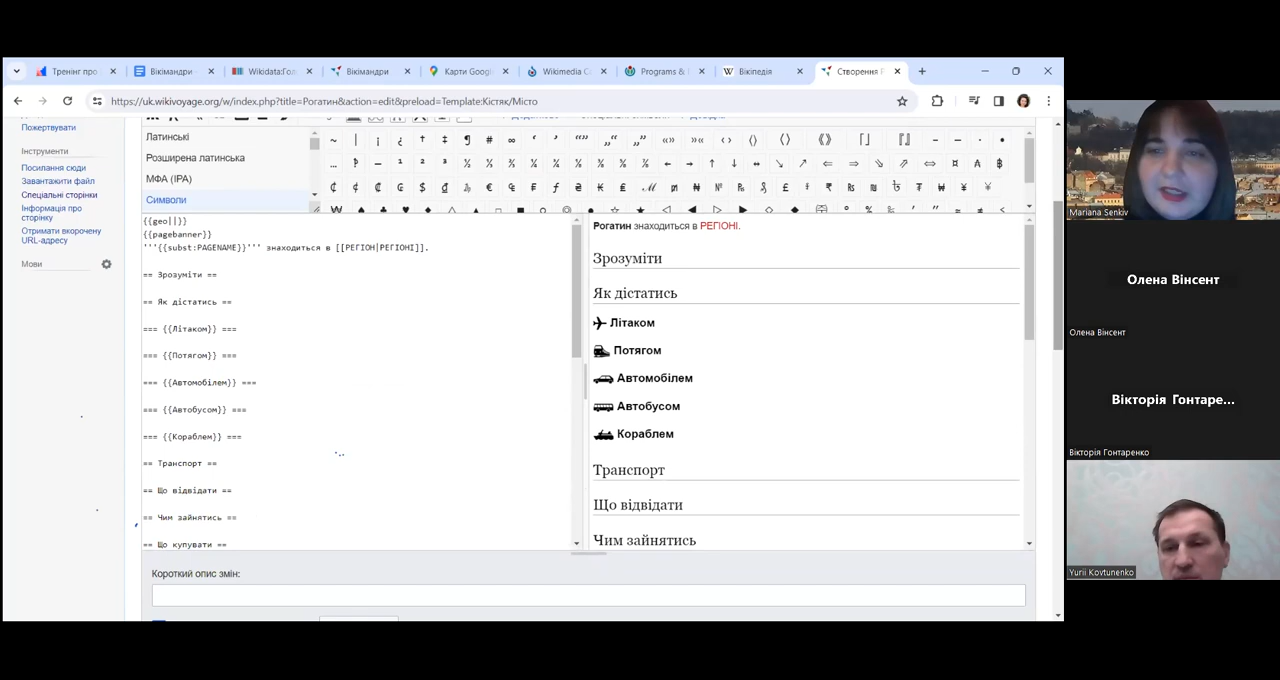 Тренінг про
Вікімандри
Wikidata:Гол
Вікімандри
Карти Googl
Wikimedia C
Programs &
Вікіпедія
Створення Р
https://uk.wikivoyage.org/w/index.php?title=Рогатин&action=edit&preload=Template:Кістяк/Місто
Пожертвувати
Інструменти
Посилання сюди
Завантажити файл
Спеціальні сторінки
Інформація про
сторінку
Отримати вкорочену
URL-адресу
Мови
Латинські
Розширена латинська
МФА (IPA)
Символи
{{geo||}}
{{pagebanner}}
'''{{subst:PAGENAME}}''' знаходиться в [[РЕГІОН|РЕГІОНІ]].
== Зрозуміти ==
== Як дістатись ==
=== {{Літаком}} ===
=== {{Потягом}} ===
=== {{Автомобілем}} ===
=== {{Автобусом}} ===
=== {{Кораблем}} ===
== Транспорт ==
== Що відвідати ==
== Чим зайнятись ==
== Що купувати ==
Рогатин знаходиться в РЕГІОНІ.
Зрозуміти
Як дістатись
Літаком
Потягом
Автомобілем
Автобусом
Кораблем
Транспорт
Що відвідати
Чим зайнятись
Короткий опис змін:
Mariana Senkiv
Олена Вінсент
Олена Вінсент
Вікторія Гонтаре...
Вікторія Гонтаренко
Yurii Kovtunenko